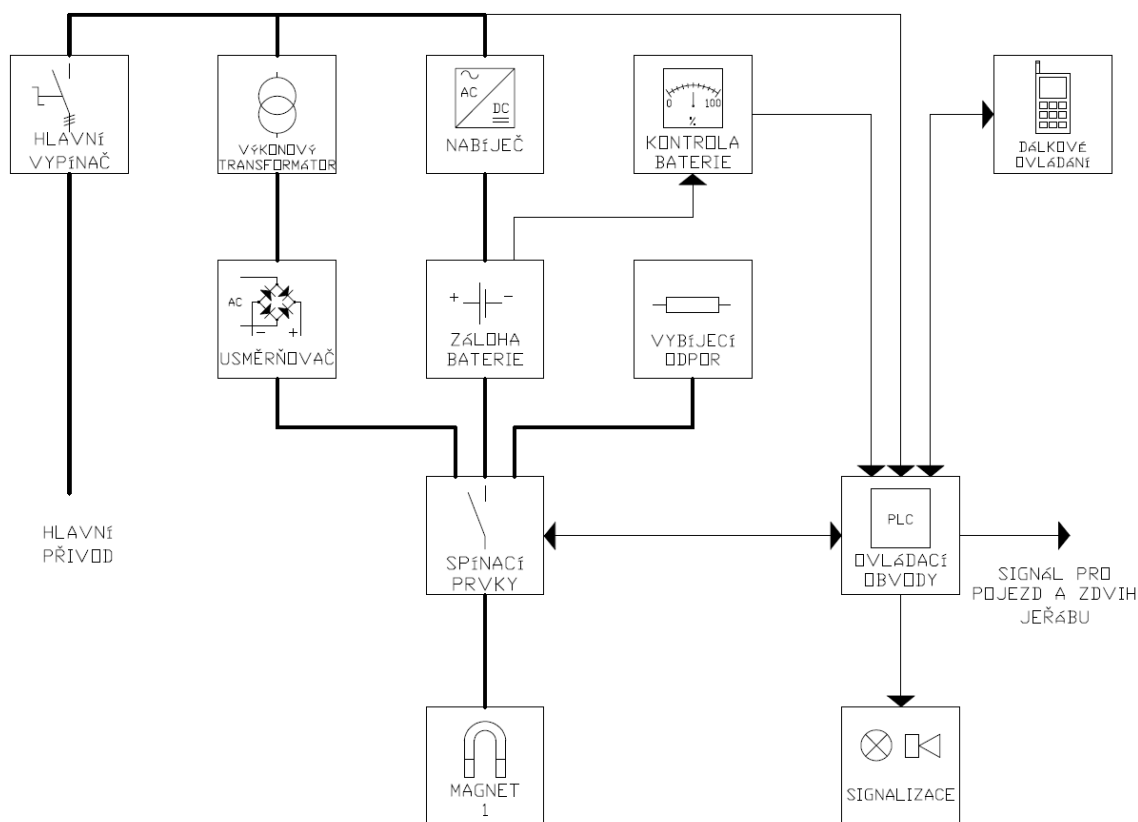 HLAVNÍ
VYPÍNAČ
VÝKONOVÝ
TRANSFORMÁTOR
AC
DC
NABÍJEČ
0 100
%
KONTROLA
BATERIE
DÁLKOVÉ
OVLÁDÁNÍ
AC
- +
USMĚRŇOVAČ
+ -
ZÁLOHA
BATERIE
VYBÍJECÍ
ODPOR
HLAVNÍ
PŘIVOD
SPÍNACÍ
PRVKY
PLC
OVLÁDACÍ
OBVODY
SIGNÁL PRO
POJEZD A ZDVIH
JEŘÁBU
MAGNET
1
SIGNALIZACE